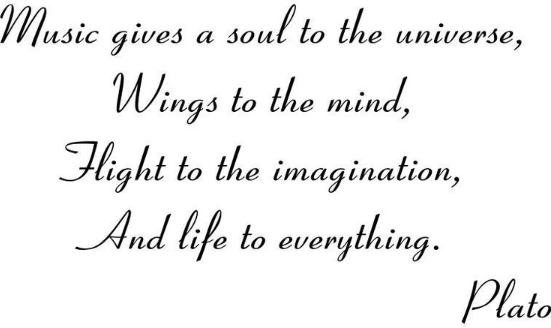 Music gives a soul to the universe,
Wings to the mind,
Flight to the imagination,
And life to everything.
Plato